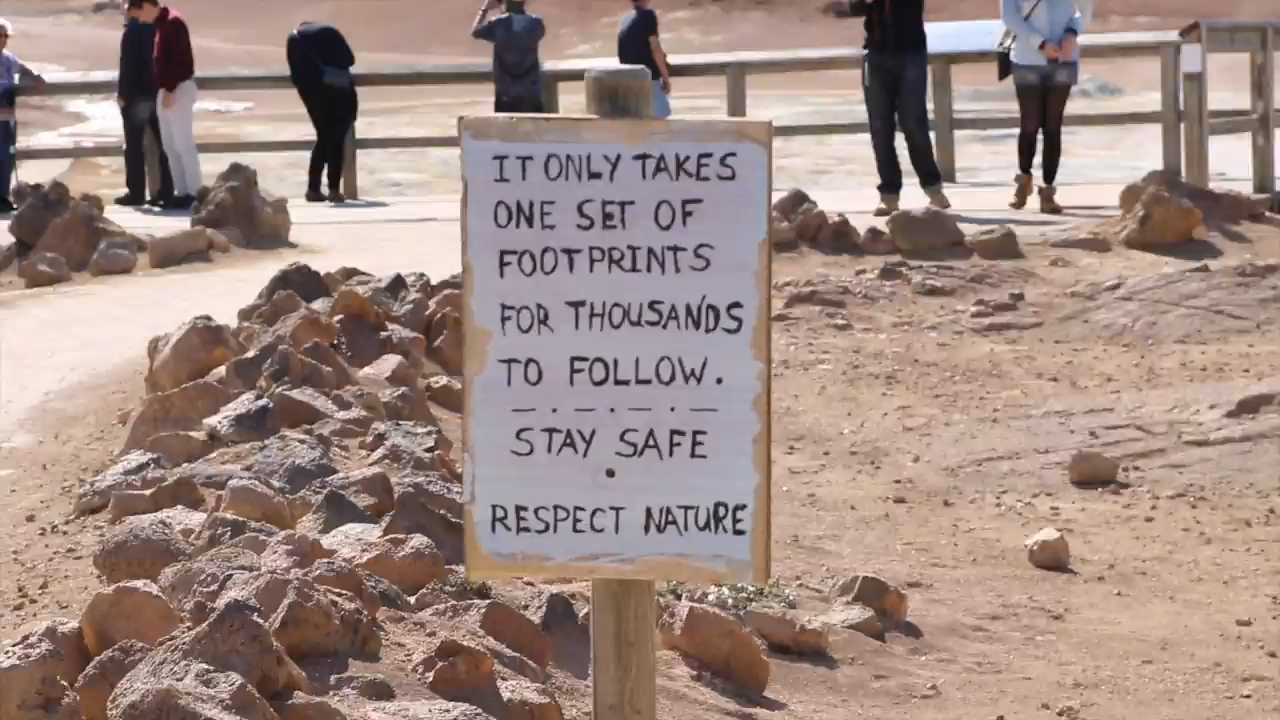 IT ONLY TAKES
ONE SET OF
FOOTPRINTS
FOR THOUSANDS
TO FOLLOW.
— · — · — · —
STAY SAFE
•
RESPECT NATURE